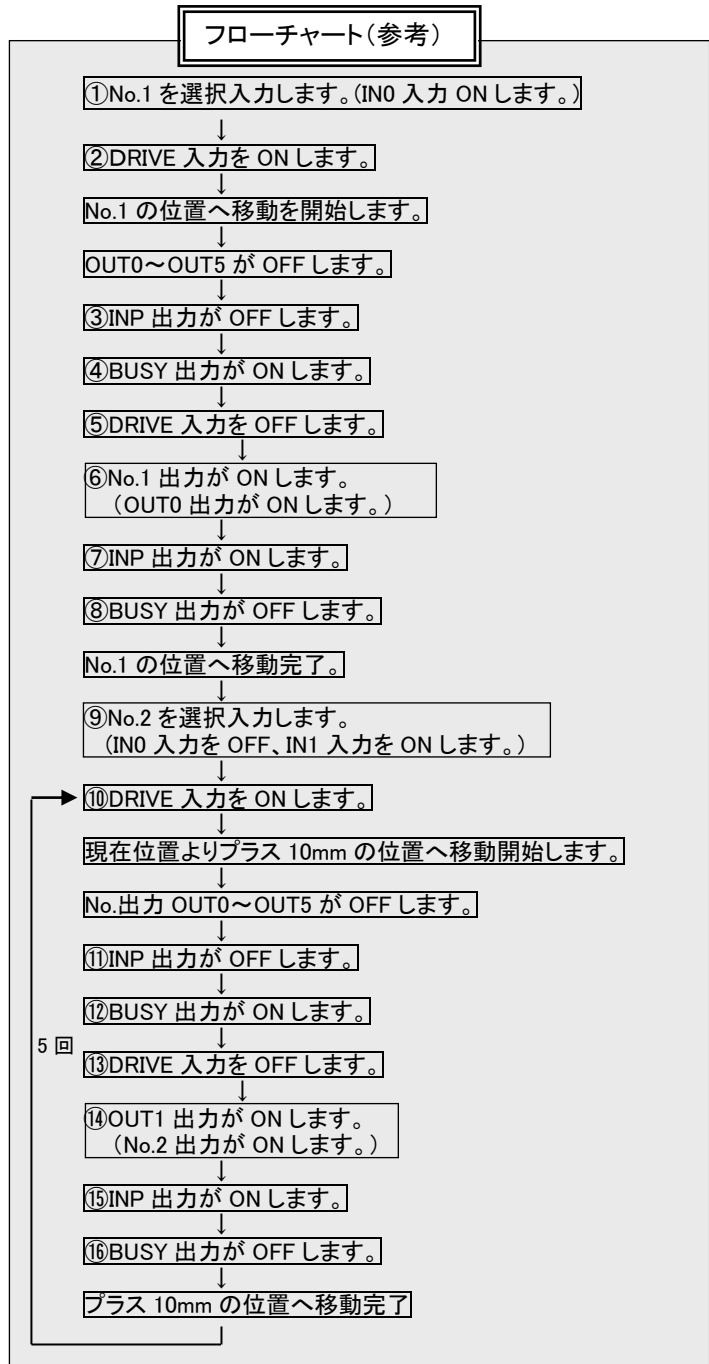 フローチャート(参考)
①No.1 を選択入力します。(IN0 入力 ON します。)
↓
②DRIVE 入力を ON します。
↓
No.1 の位置へ移動を開始します。
↓
OUT0～OUT5 が OFF します。
↓
③INP 出力が OFF します。
↓
④BUSY 出力が ON します。
↓
⑤DRIVE 入力を OFF します。
↓
⑥No.1 出力が ON します。
(OUT0 出力が ON します。)
↓
⑦INP 出力が ON します。
↓
⑧BUSY 出力が OFF します。
↓
No.1 の位置へ移動完了。
↓
⑨No.2 を選択入力します。
(IN0 入力を OFF、IN1 入力を ON します。)
↓
⑩DRIVE 入力を ON します。
↓
現在位置よりプラス 10mm の位置へ移動開始します。
↓
No.出力 OUT0～OUT5 が OFF します。
↓
⑪INP 出力が OFF します。
↓
⑫BUSY 出力が ON します。
↓
5 回
⑬DRIVE 入力を OFF します。
↓
⑭OUT1 出力が ON します。
(No.2 出力が ON します。)
↓
⑮INP 出力が ON します。
↓
⑯BUSY 出力が OFF します。
↓
プラス 10mm の位置へ移動完了